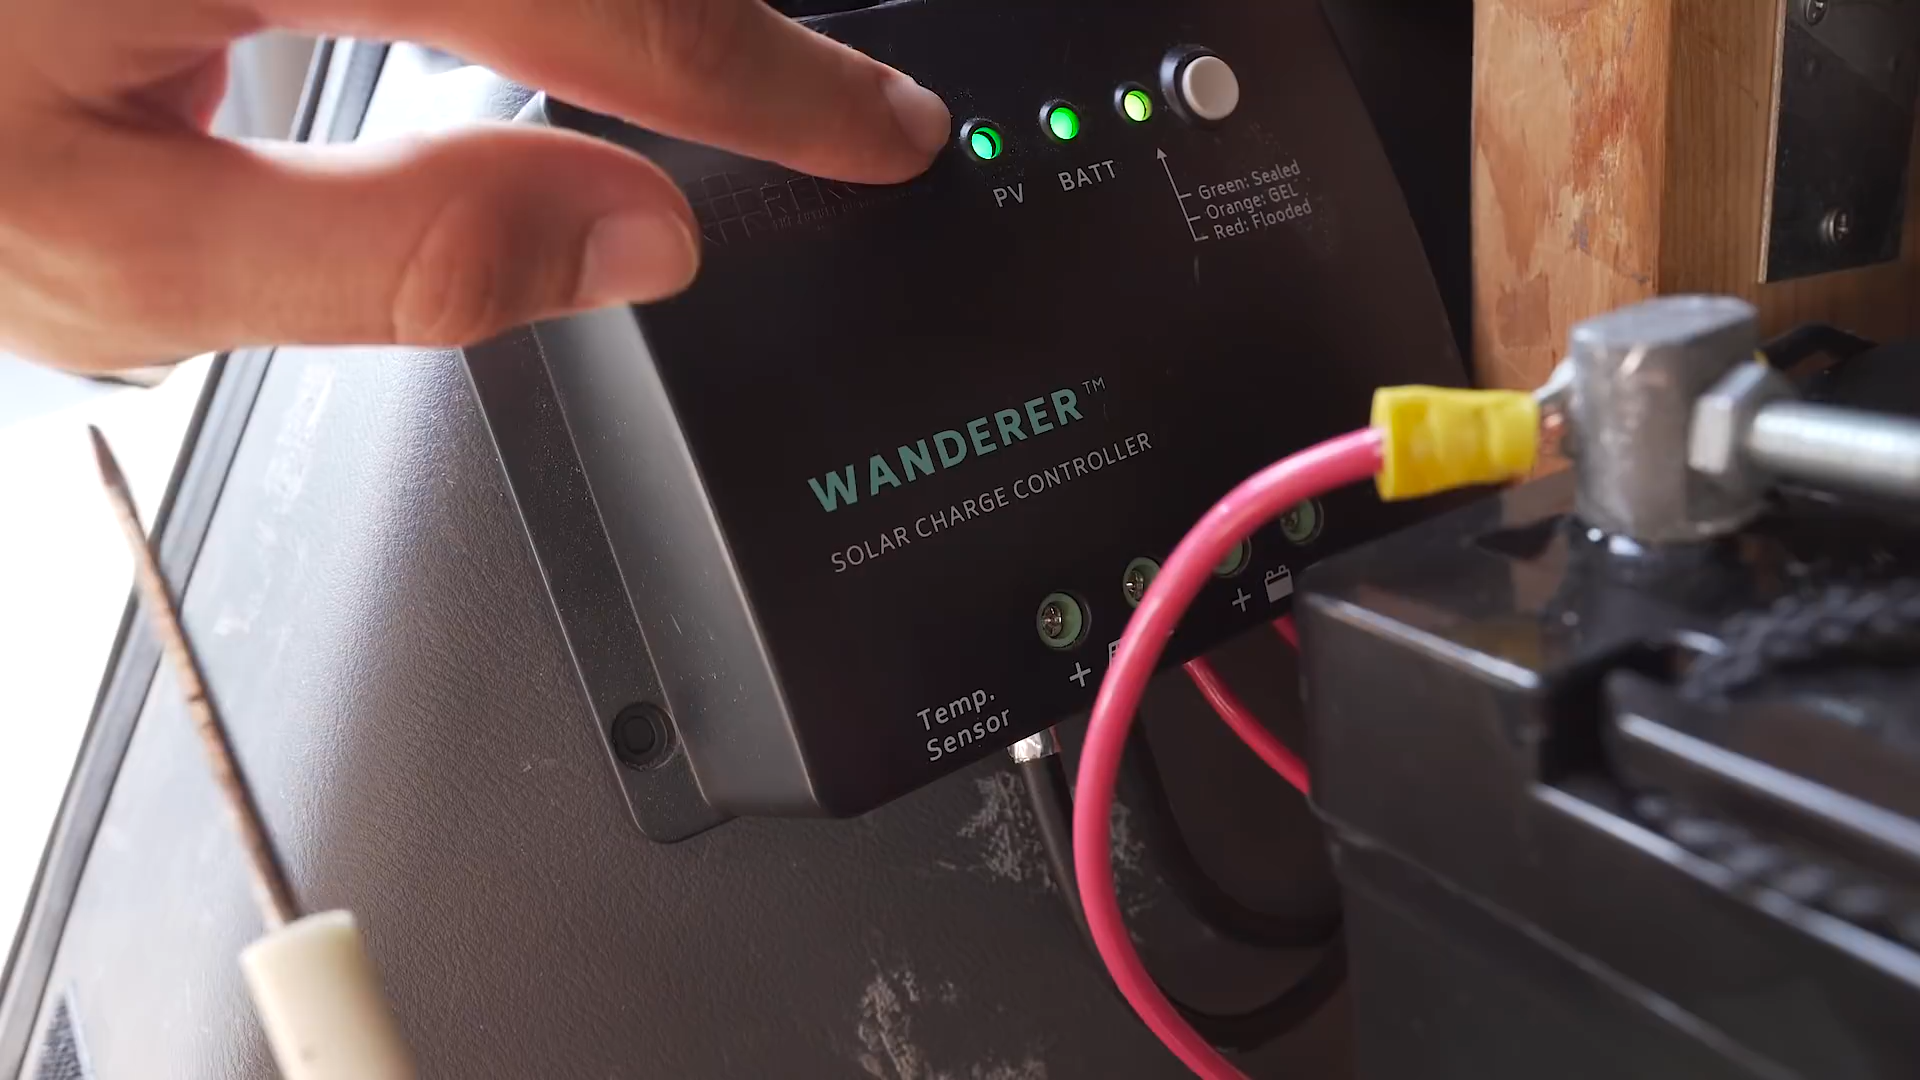 PV
BATT
Green: Sealed
Orange: GEL
Red: Flooded
WANDERER™
SOLAR CHARGE CONTROLLER
+
+
Temp.
Sensor